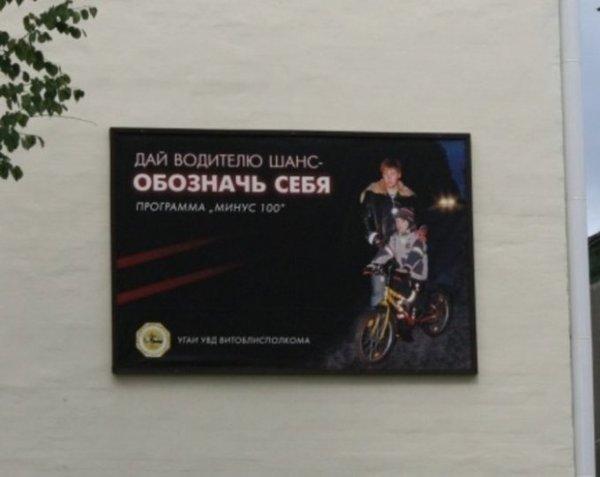 ДАЙ ВОДИТЕЛЮ ШАНС-
ОБОЗНАЧЬ СЕБЯ
ПРОГРАММА „МИНУС 100"
УГАИ УВД ВИТОБЛИСПОЛКОМА